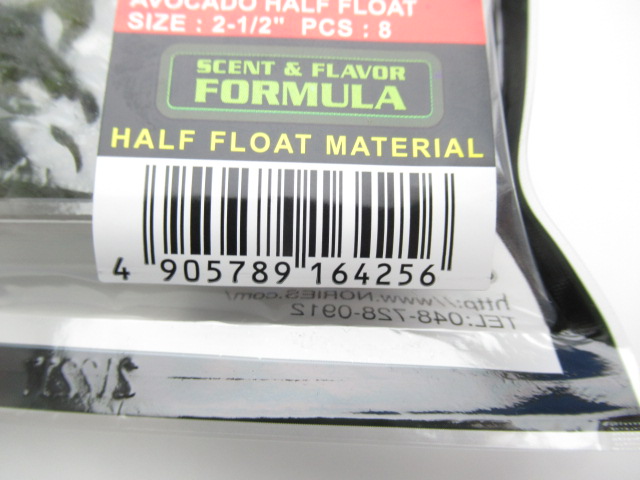 AVOCADO HALF FLOAT
SIZE : 2-1/2" PCS : 8
SCENT & FLAVOR
FORMULA
HALF FLOAT MATERIAL
4 905789 164256
http://www.NORIES.com/
TEL:048-728-0912